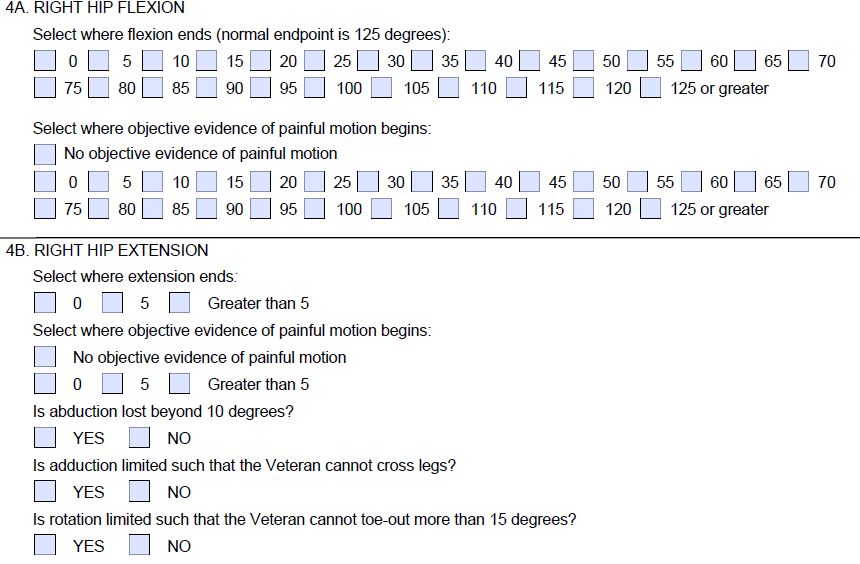 4A. RIGHT HIP FLEXION
Select where flexion ends (normal endpoint is 125 degrees):
0 5 10 15 20 25 30 35 40 45 50 55 60 65 70
75 80 85 90 95 100 105 110 115 120 125 or greater
Select where objective evidence of painful motion begins:
No objective evidence of painful motion
0 5 10 15 20 25 30 35 40 45 50 55 60 65 70
75 80 85 90 95 100 105 110 115 120 125 or greater
4B. RIGHT HIP EXTENSION
Select where extension ends:
0 5 Greater than 5
Select where objective evidence of painful motion begins:
No objective evidence of painful motion
0 5 Greater than 5
Is abduction lost beyond 10 degrees?
YES NO
Is adduction limited such that the Veteran cannot cross legs?
YES NO
Is rotation limited such that the Veteran cannot toe-out more than 15 degrees?
YES NO